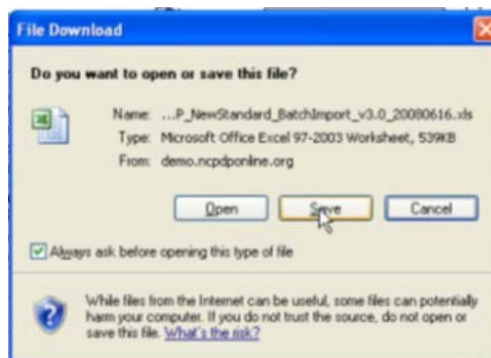 File Download
Do you want to open or save this file?
Name: ...P_NewStandard_BatchImport_v3.0_20080616.xls
Type: Microsoft Office Excel 97-2003 Worksheet, 539KB
From: demo.ncpdponline.org
Open Save Cancel
Always ask before opening this type of file
While files from the Internet can be useful, some files can potentially
harm your computer. If you do not trust the source, do not open or
save this file. What's the risk?